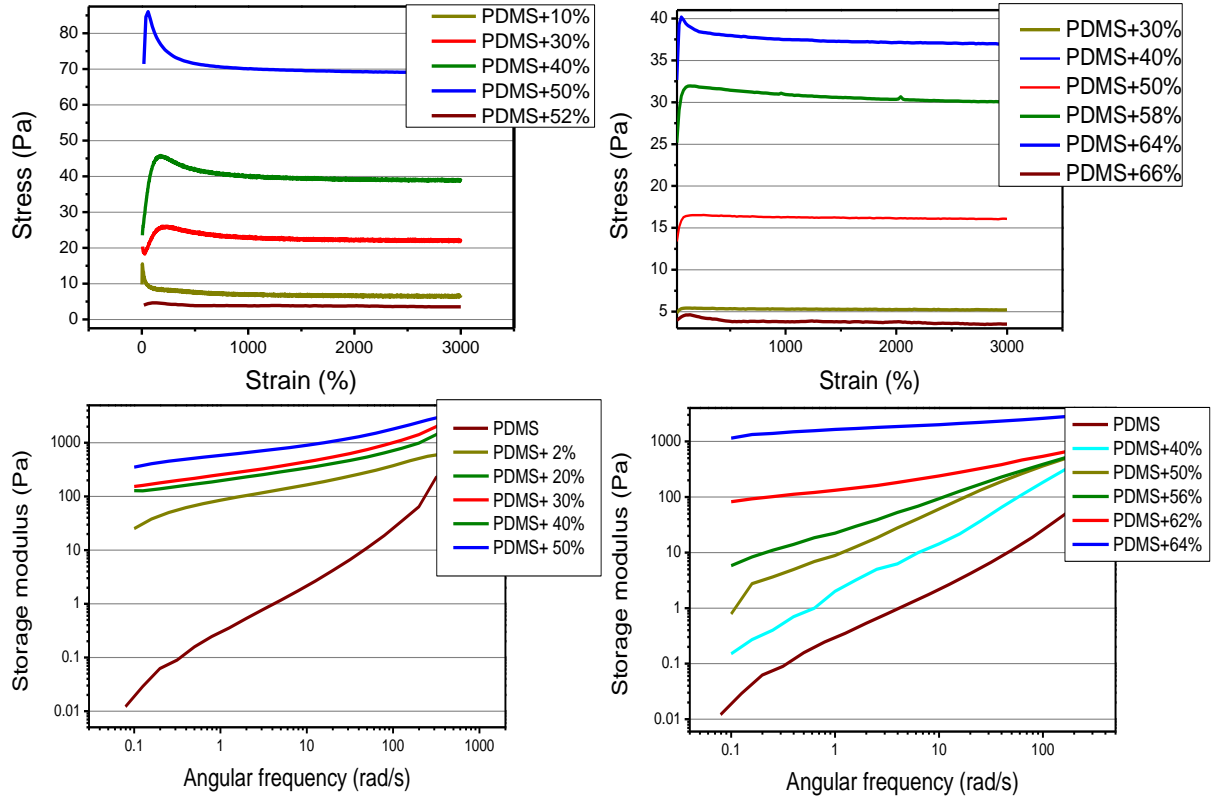 Stress (Pa)
80
70
60
50
40
30
20
10
0
0
1000
2000
3000
Strain (%)
PDMS+10%
PDMS+30%
PDMS+40%
PDMS+50%
PDMS+52%
Stress (Pa)
40
35
30
25
20
15
10
5
1000
2000
3000
Strain (%)
PDMS+30%
PDMS+40%
PDMS+50%
PDMS+58%
PDMS+64%
PDMS+66%
Storage modulus (Pa)
1000
100
10
1
0.1
0.01
0.1
1
10
100
1000
Angular frequency (rad/s)
PDMS
PDMS+ 2%
PDMS+ 20%
PDMS+ 30%
PDMS+ 40%
PDMS+ 50%
Storage modulus (Pa)
1000
100
10
1
0.1
0.01
0.1
1
10
100
Angular frequency (rad/s)
PDMS
PDMS+40%
PDMS+50%
PDMS+56%
PDMS+62%
PDMS+64%